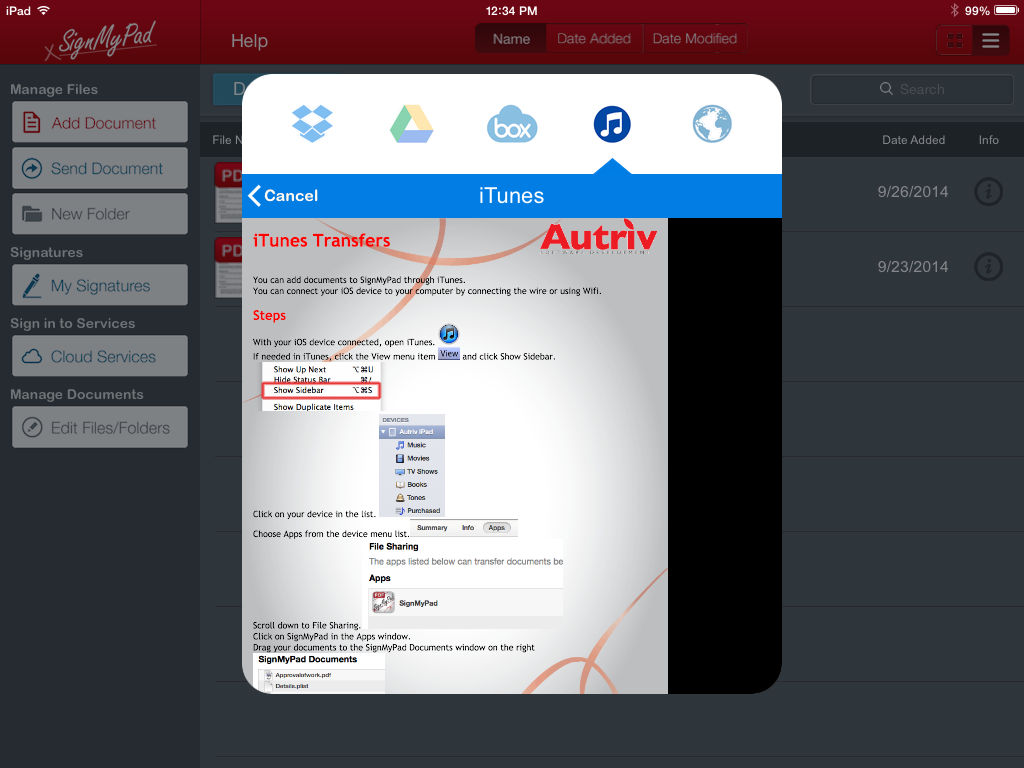 iPad
12:34 PM
99%
SignMyPad
Help
Name
Date Added
Date Modified
Manage Files
Add Document
Send Document
New Folder
Signatures
My Signatures
Sign in to Services
Cloud Services
Manage Documents
Edit Files/Folders
D
Search
File N
Date Added
Info
PD
9/26/2014
PD
9/23/2014
box
Cancel
iTunes
iTunes Transfers
Autriv
SOFTWARE DEVELOPMENT
You can add documents to SignMyPad through iTunes.
You can connect your iOS device to your computer by connecting the wire or using Wifi.
Steps
With your iOS device connected, open iTunes.
If needed in iTunes, click the View menu item View and click Show Sidebar.
Show Up Next ⌥⌘U
Hide Status Bar ⌘/
Show Sidebar ⌥⌘S
Show Duplicate Items
DEVICES
Autriv iPad
Music
Movies
TV Shows
Books
Tones
Purchased
Click on your device in the list.
Summary Info Apps
Choose Apps from the device menu list.
File Sharing
The apps listed below can transfer documents be
Apps
PDF
SignMyPad
Scroll down to File Sharing.
Click on SignMyPad in the Apps window.
Drag your documents to the SignMyPad Documents window on the right
SignMyPad Documents
Approvalofwork.pdf
Details.plist